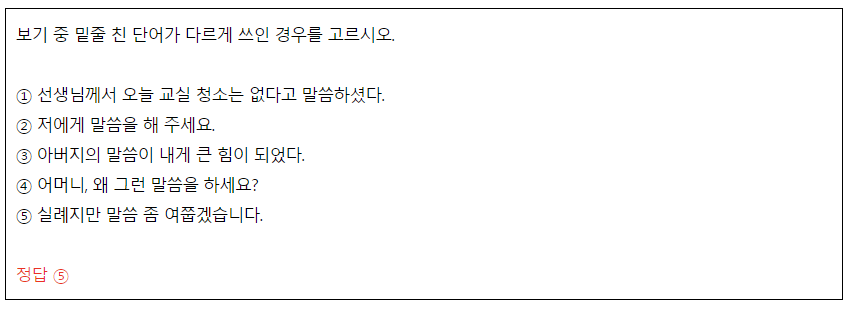 보기 중 밑줄 친 단어가 다르게 쓰인 경우를 고르시오.
① 선생님께서 오늘 교실 청소는 없다고 말씀하셨다.
② 저에게 말씀을 해 주세요.
③ 아버지의 말씀이 내게 큰 힘이 되었다.
④ 어머니, 왜 그런 말씀을 하세요?
⑤ 실례지만 말씀 좀 여쭙겠습니다.
정답 ⑤